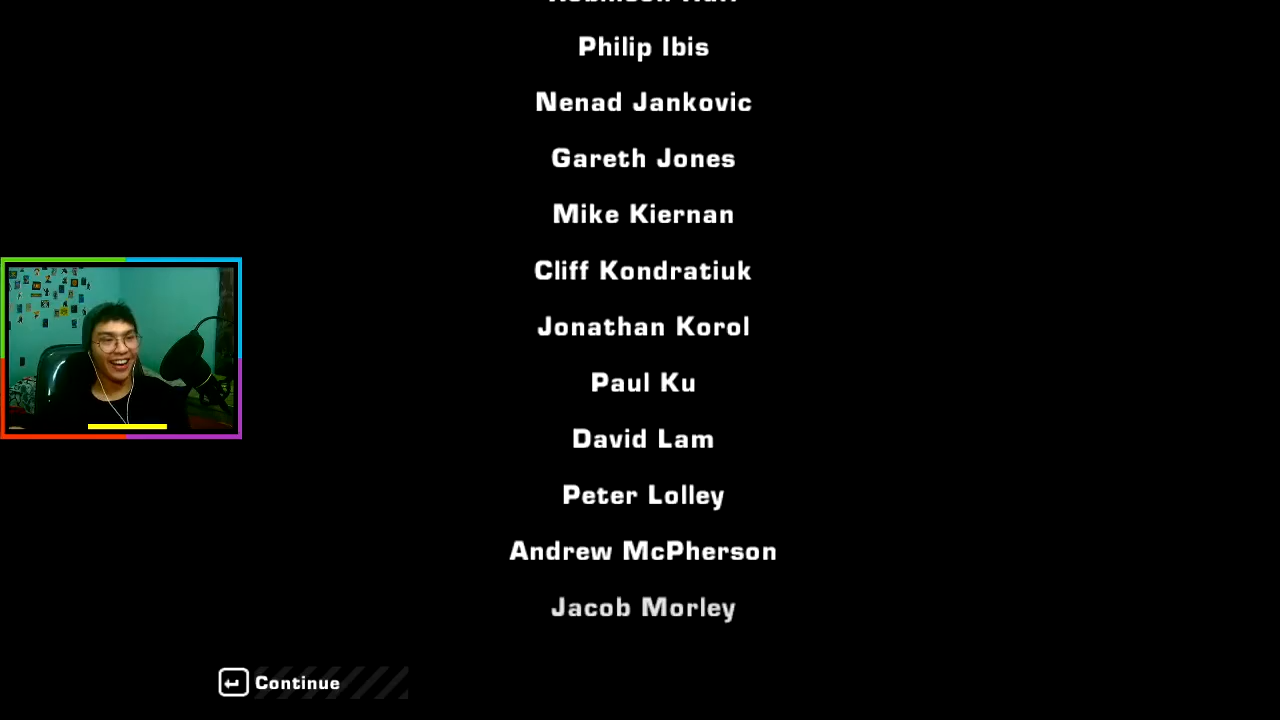 Philip Ibis
Nenad Jankovic
Gareth Jones
Mike Kiernan
Cliff Kondratiuk
Jonathan Korol
Paul Ku
David Lam
Peter Lolley
Andrew McPherson
Jacob Morley
Continue